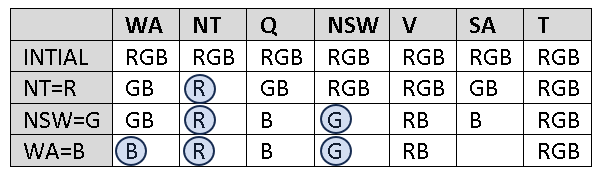 WA NT Q NSW V SA T
INTIAL RGB RGB RGB RGB RGB RGB RGB
NT=R GB R GB RGB RGB GB RGB
NSW=G GB R B G RB B RGB
WA=B B R B G RB RGB